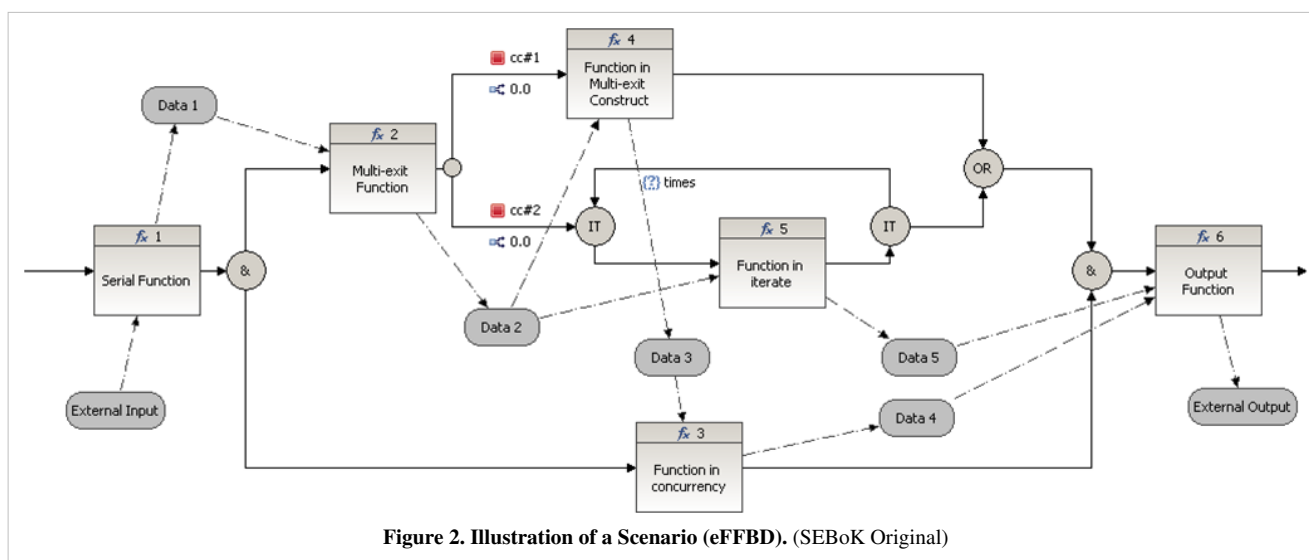 fx 4
Function in
Multi-exit
Construct
cc#1
0.0
Data 1
fx 2
Multi-exit
Function
OR
{?} times
cc#2
0.0
IT
IT
fx 5
Function in
iterate
fx 1
Serial Function
&
&
fx 6
Output
Function
Data 2
Data 3
Data 5
External Input
Data 4
External Output
fx 3
Function in
concurrency
Figure 2. Illustration of a Scenario (eFFBD). (SEBoK Original)